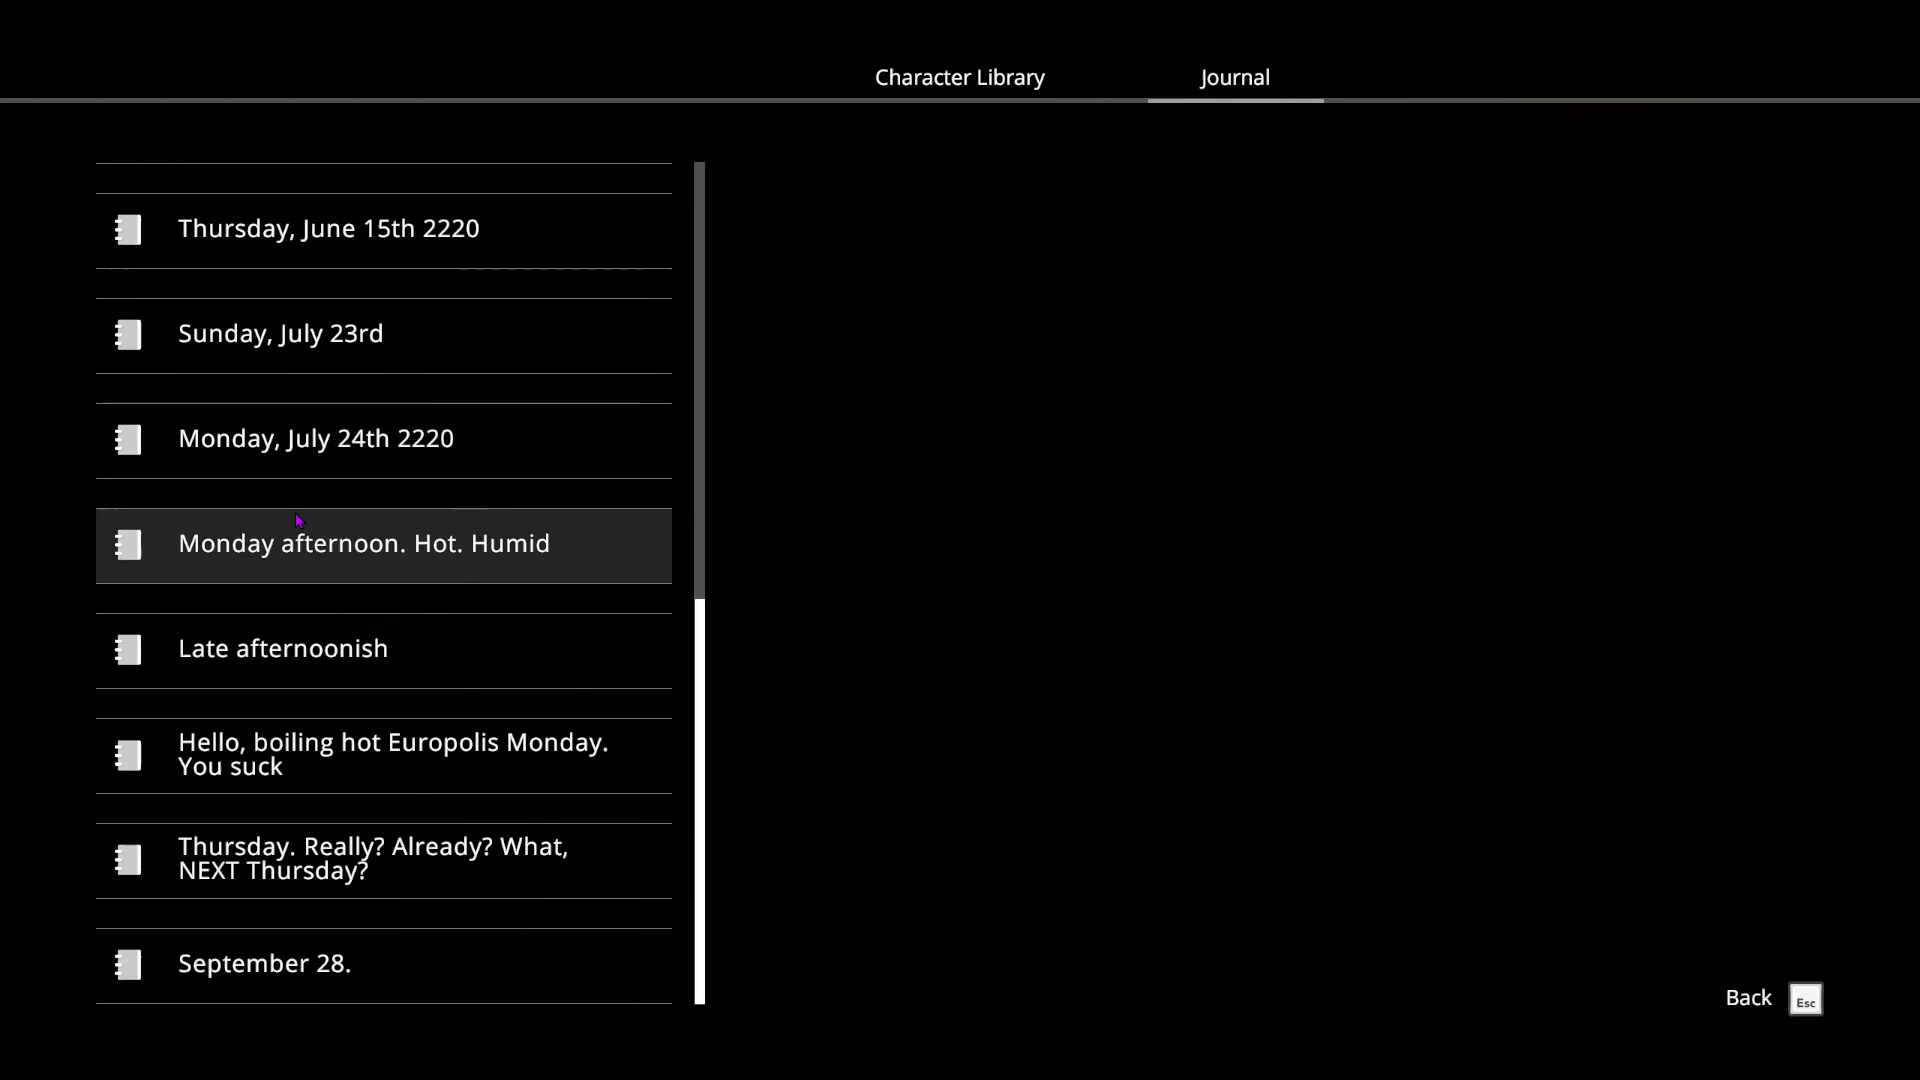 Character Library
Journal
Thursday, June 15th 2220
Sunday, July 23rd
Monday, July 24th 2220
Monday afternoon. Hot. Humid
Late afternoonish
Hello, boiling hot Europolis Monday.
You suck
Thursday. Really? Already? What,
NEXT Thursday?
September 28.
Back
Esc